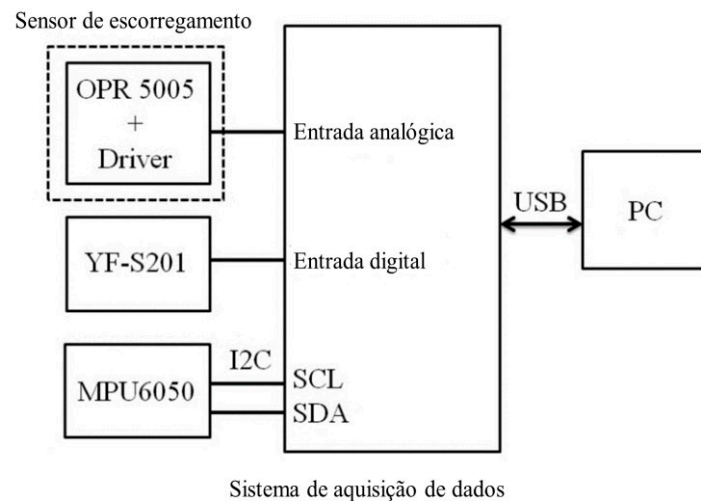 Sensor de escorregamento
OPR 5005
+
Driver
Entrada analógica
YF-S201
Entrada digital
I2C
MPU6050
SCL
SDA
USB
PC
Sistema de aquisição de dados